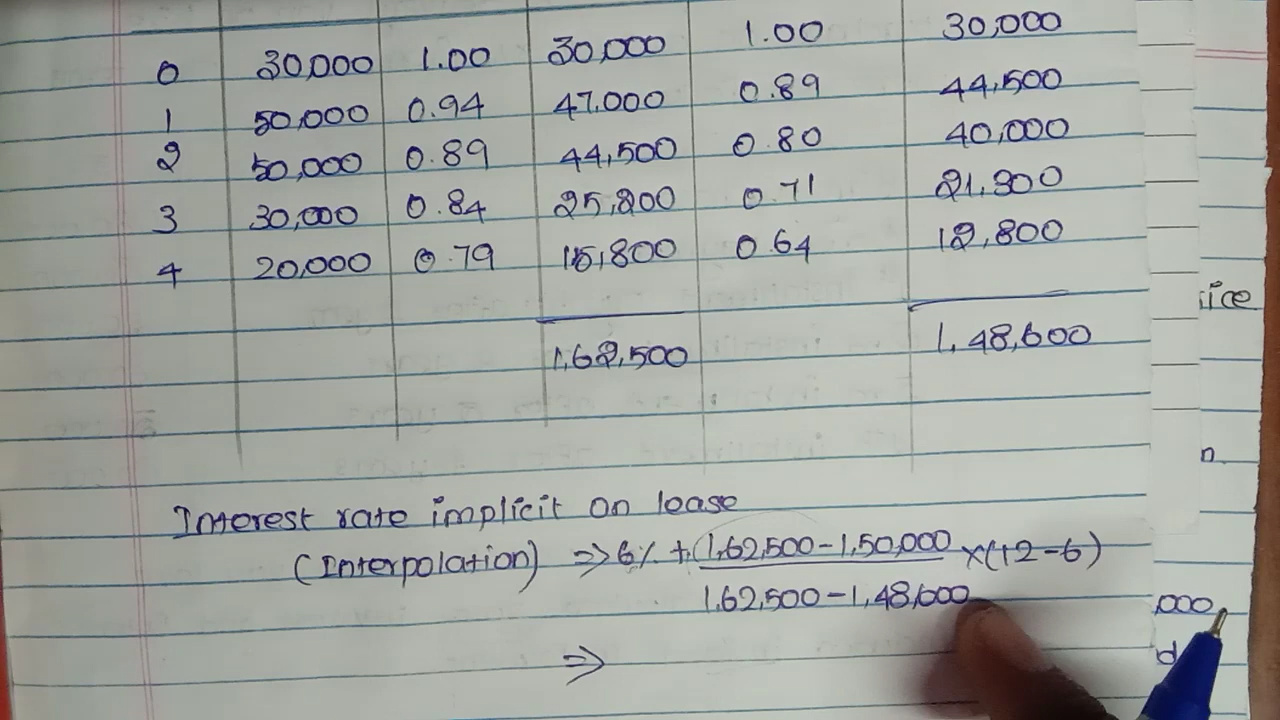 0 30,000 1.00 30,000 1.00 30,000
1 50,000 0.94 47.000 0.89 44,500
2 50,000 0.89 44,500 0.80 40,000
3 30,000 0.84 25,200 0.71 21,300
4 20,000 0.79 15,800 0.64 12,800
ice
1,62,500 1,48,600
n
Interest rate implicit on lease
(Interpolation) ⇒ 6% + (1,62,500 - 1,50,000 × (12-6)
1,62,500 - 1,48,600
,000
⇒
d